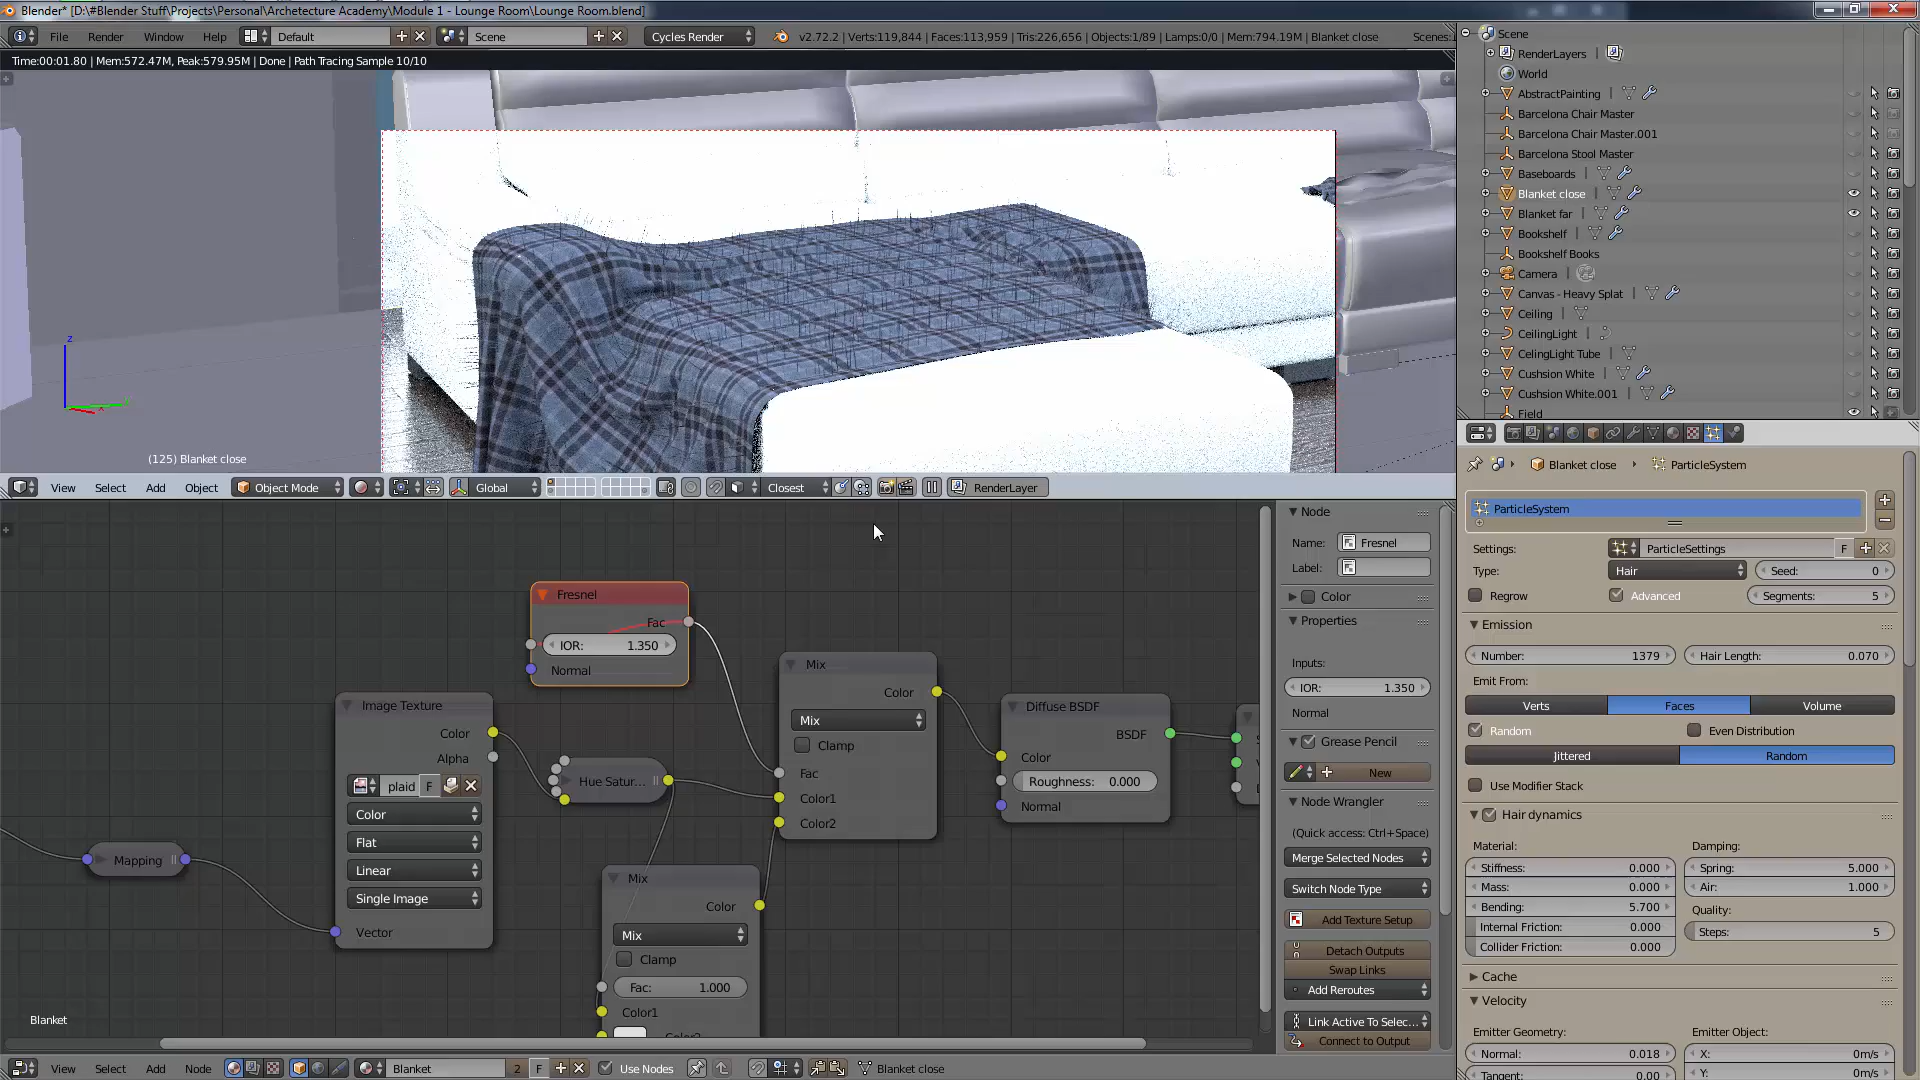 Blender* [D:\#Blender Stuff\Projects\Personal\Archetecture Academy\Module 1 - Lounge Room\Lounge Room.blend]
File Render Window Help Default Scene Cycles Render v2.72.2 | Verts:119,844 | Faces:113,959 | Tris:226,656 | Objects:1/89 | Lamps:0/0 | Mem:794.19M | Blanket close Scenes:
Time:00:01.80 | Mem:572.47M, Peak:579.95M | Done | Path Tracing Sample 10/10
z
(125) Blanket close
View Select Add Object Object Mode Global Closest RenderLayer
Fresnel
Fac
IOR: 1.350
Normal
Image Texture
Color
Alpha
plaid F
Color
Flat
Linear
Single Image
Vector
Mapping
Hue Satur...
Mix
Color
Mix
Clamp
Fac
Color1
Color2
Mix
Color
Mix
Clamp
Fac: 1.000
Color1
Diffuse BSDF
BSDF
Color
Roughness: 0.000
Normal
Blanket
View Select Add Node Blanket 2 F Use Nodes Blanket close
Node
Name: Fresnel
Label:
Color
Properties
Inputs:
IOR: 1.350
Normal
Grease Pencil
New
Node Wrangler
(Quick access: Ctrl+Space)
Merge Selected Nodes
Switch Node Type
Add Texture Setup
Detach Outputs
Swap Links
Add Reroutes
Link Active To Selec...
Connect to Output
Scene
RenderLayers
World
AbstractPainting
Barcelona Chair Master
Barcelona Chair Master.001
Barcelona Stool Master
Baseboards
Blanket close
Blanket far
Bookshelf
Bookshelf Books
Camera
Canvas - Heavy Splat
Ceiling
CeilingLight
CelingLight Tube
Cushsion White
Cushsion White.001
Field
Blanket close ParticleSystem
ParticleSystem
Settings: ParticleSettings F
Type: Hair Seed: 0
Regrow Advanced Segments: 5
Emission
Number: 1379 Hair Length: 0.070
Emit From:
Verts Faces Volume
Random Even Distribution
Jittered Random
Use Modifier Stack
Hair dynamics
Material: Damping:
Stiffness: 0.000 Spring: 5.000
Mass: 0.000 Air: 1.000
Bending: 5.700 Quality:
Internal Friction: 0.000 Steps: 5
Collider Friction: 0.000
Cache
Velocity
Emitter Geometry: Emitter Object:
Normal: 0.018 X: 0m/s
Tangent: 0.00 Y: 0m/s